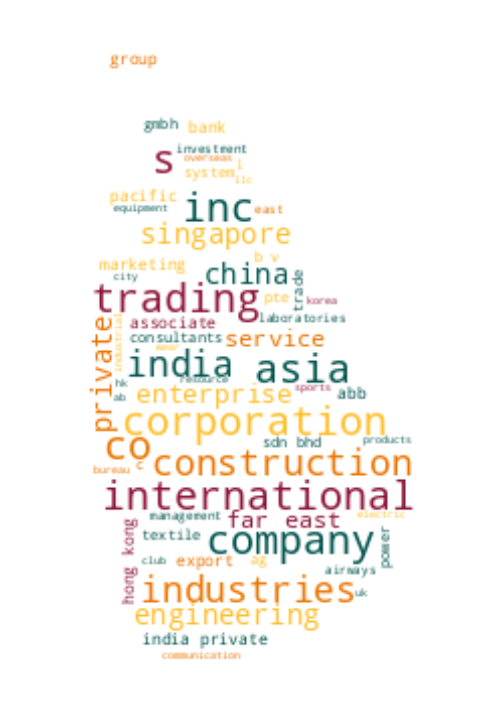 group
gmbh bank
s investment
overseas l
system llc
pacific
equipment inc east
singapore
b v
marketing
city china trade
trading pte korea
associate laboratories
private industrial consultants service
wear
india asia
hk resource sports
ab enterprise abb
corporation
co sdn bhd products
bureau c construction
international
management far east electric
hong kong textile company power
club export ag airways
industries uk
engineering
india private
communication